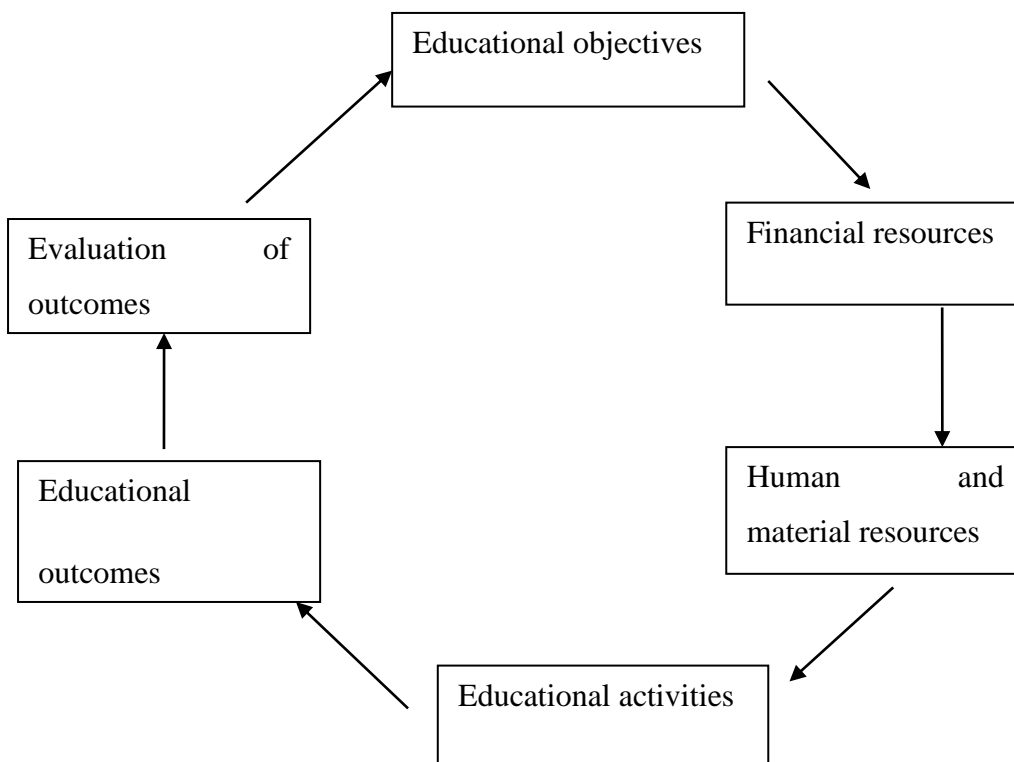 Educational objectives
Financial resources
Human and
material resources
Educational activities
Educational
outcomes
Evaluation of
outcomes